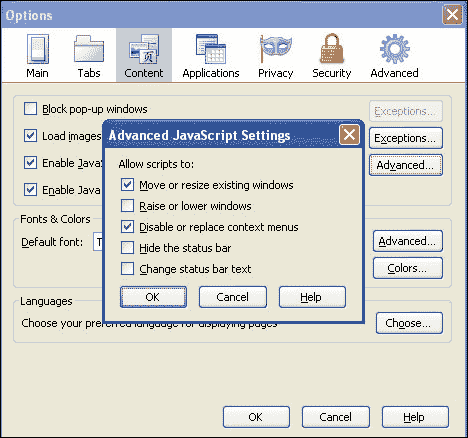 Options
Main Tabs Content Applications Privacy Security Advanced
Block pop-up windows Exceptions...
Load images Exceptions...
Enable JavaS Advanced...
Enable Java
Advanced JavaScript Settings
Allow scripts to:
Move or resize existing windows
Raise or lower windows
Disable or replace context menus
Hide the status bar
Change status bar text
OK Cancel Help
Fonts & Colors
Default font: T Advanced...
Colors...
Languages
Choose your preferred language for displaying pages Choose...
OK Cancel Help